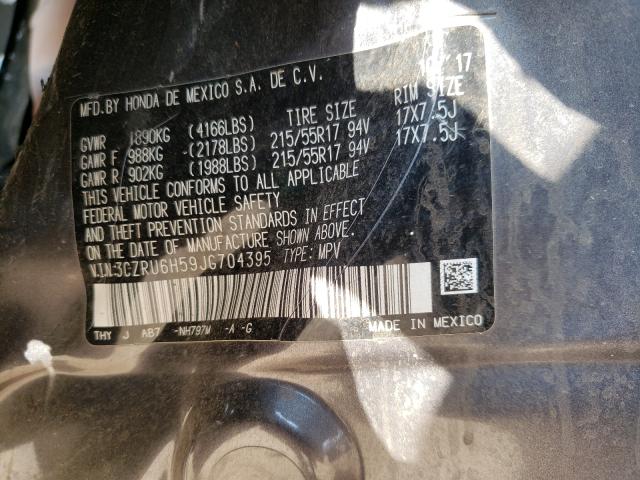 MFD.BY HONDA DE MEXICO S.A. DE C.V. 17
TIRE SIZE RIM SIZE
GVWR 1890KG (4166LBS) 215/55R17 94V 17X7.5J
GAWR F 988KG (2178LBS) 215/55R17 94V 17X7.5J
GAWR R 902KG (1988LBS)
THIS VEHICLE CONFORMS TO ALL APPLICABLE
FEDERAL MOTOR VEHICLE SAFETY
AND THEFT PREVENTION STANDARDS IN EFFECT
ON THE DATE OF MANUFACTURE SHOWN ABOVE.
V.I.N:3CZRU6H59JG704395 TYPE: MPV
THY J AB7 -NH797M -A -G MADE IN MEXICO